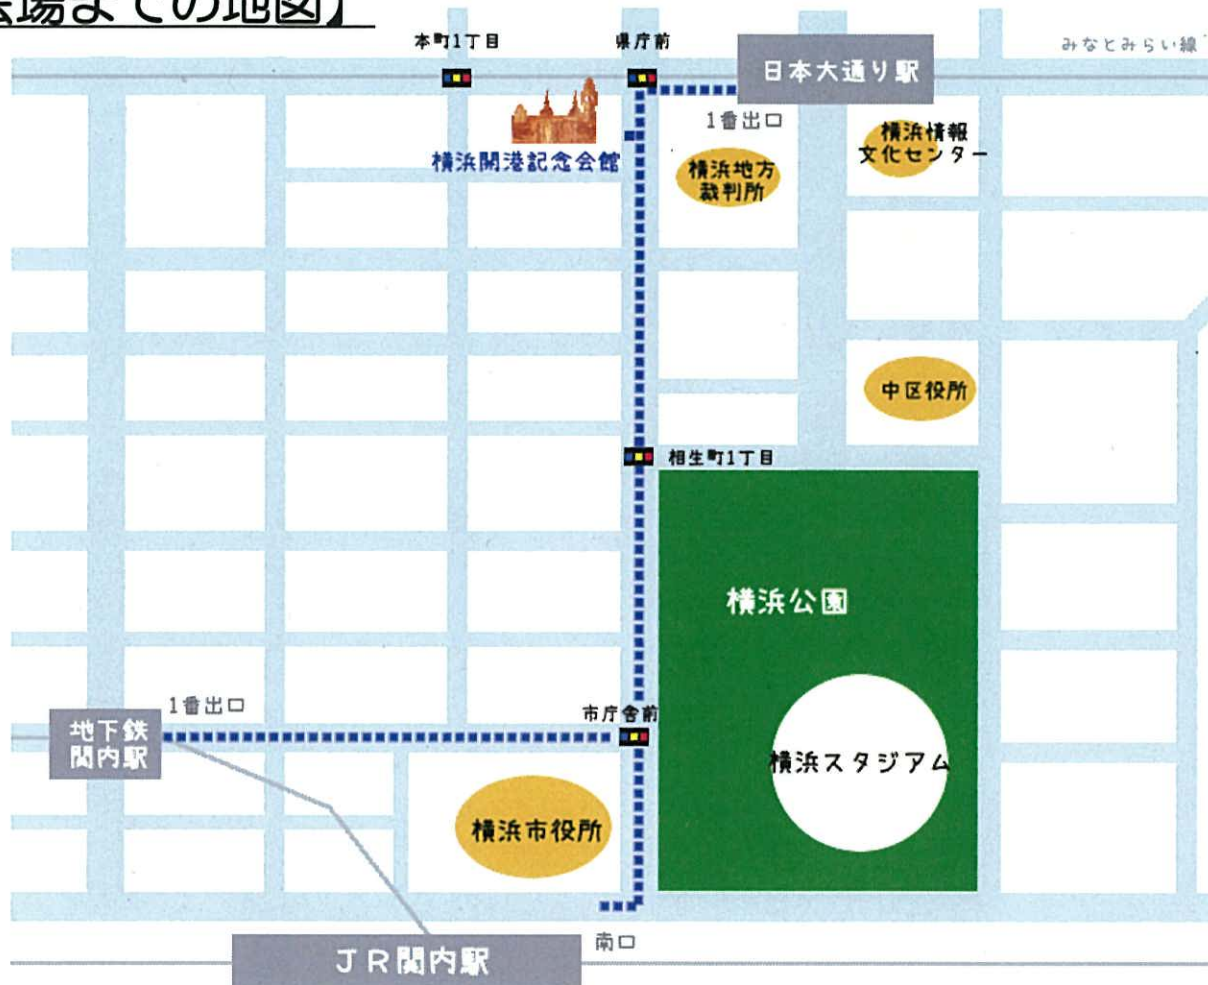 会場までの地図】
本町1丁目
県庁前
みなとみらい線
日本大通り駅
1番出口
横浜情報
文化センター
横浜開港記念会館
横浜地方
裁判所
中区役所
相生町1丁目
横浜公園
1番出口
市庁舎前
地下鉄
関内駅
横浜スタジアム
横浜市役所
南口
JR関内駅